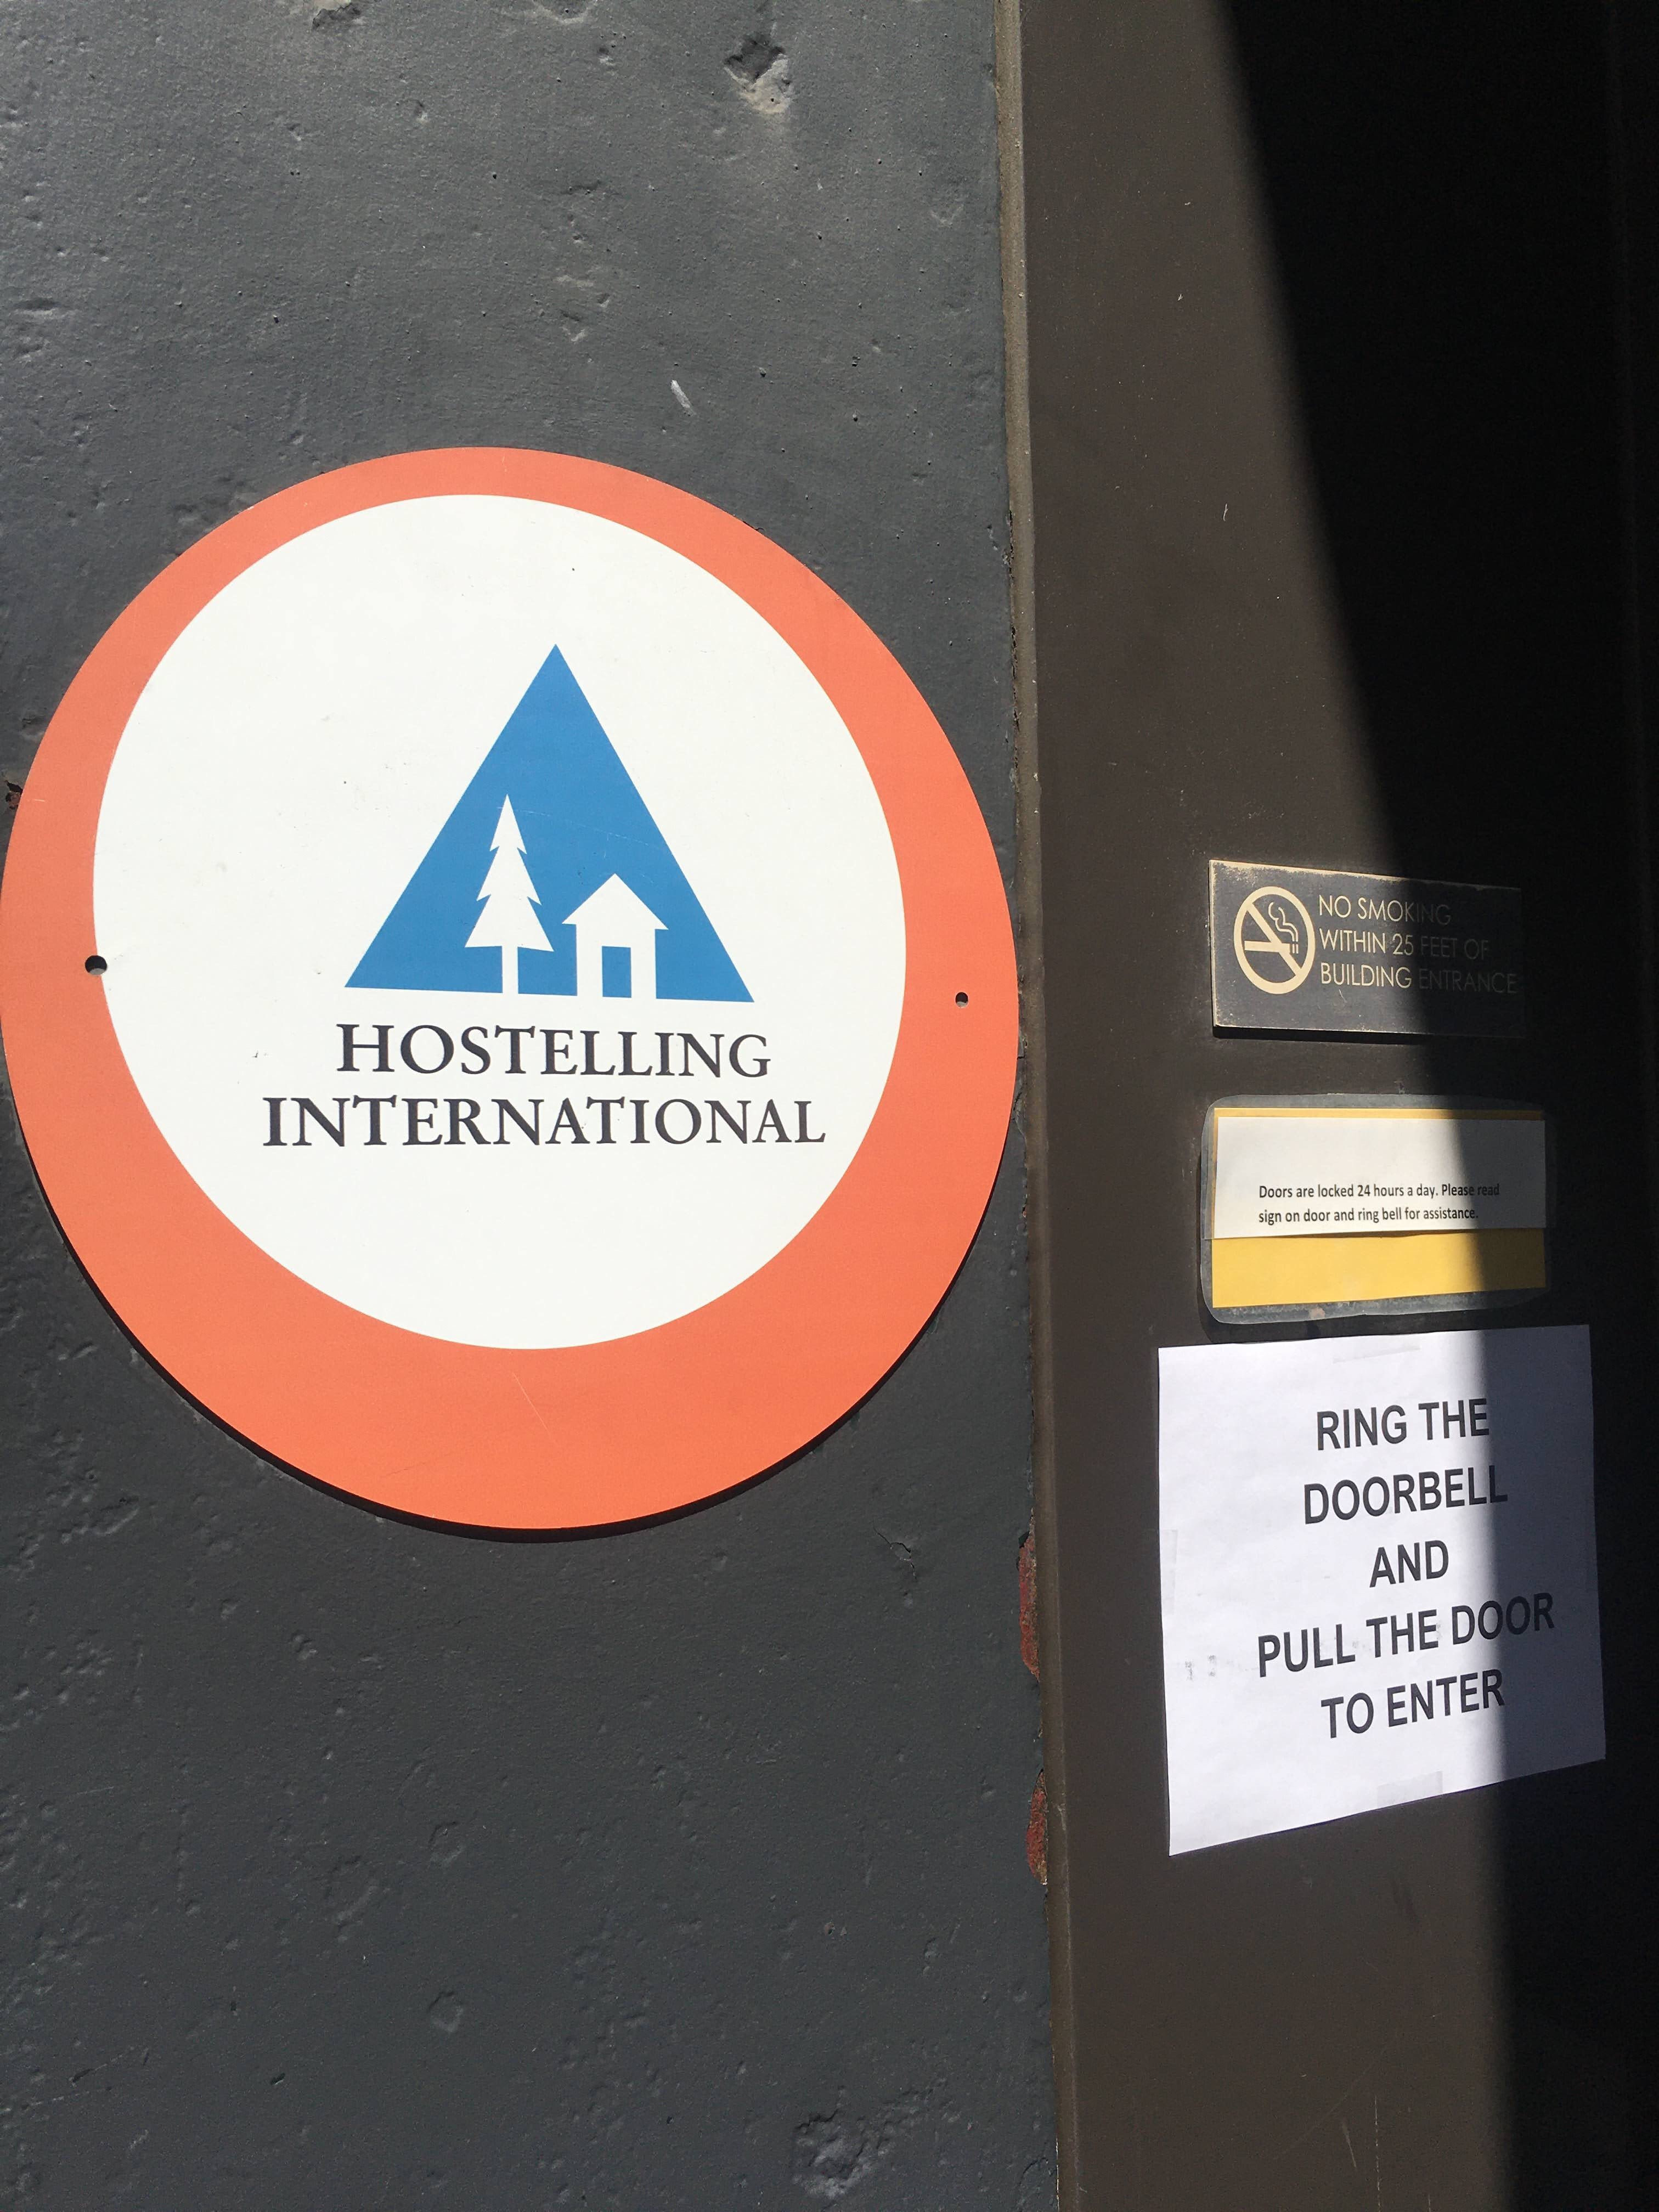 HOSTELLING
INTERNATIONAL
NO SMOKING
WITHIN 25 FEET OF
BUILDING ENTRANCE
Doors are locked 24 hours a day. Please read
sign on door and ring bell for assistance.
RING THE
DOORBELL
AND
PULL THE DOOR
TO ENTER